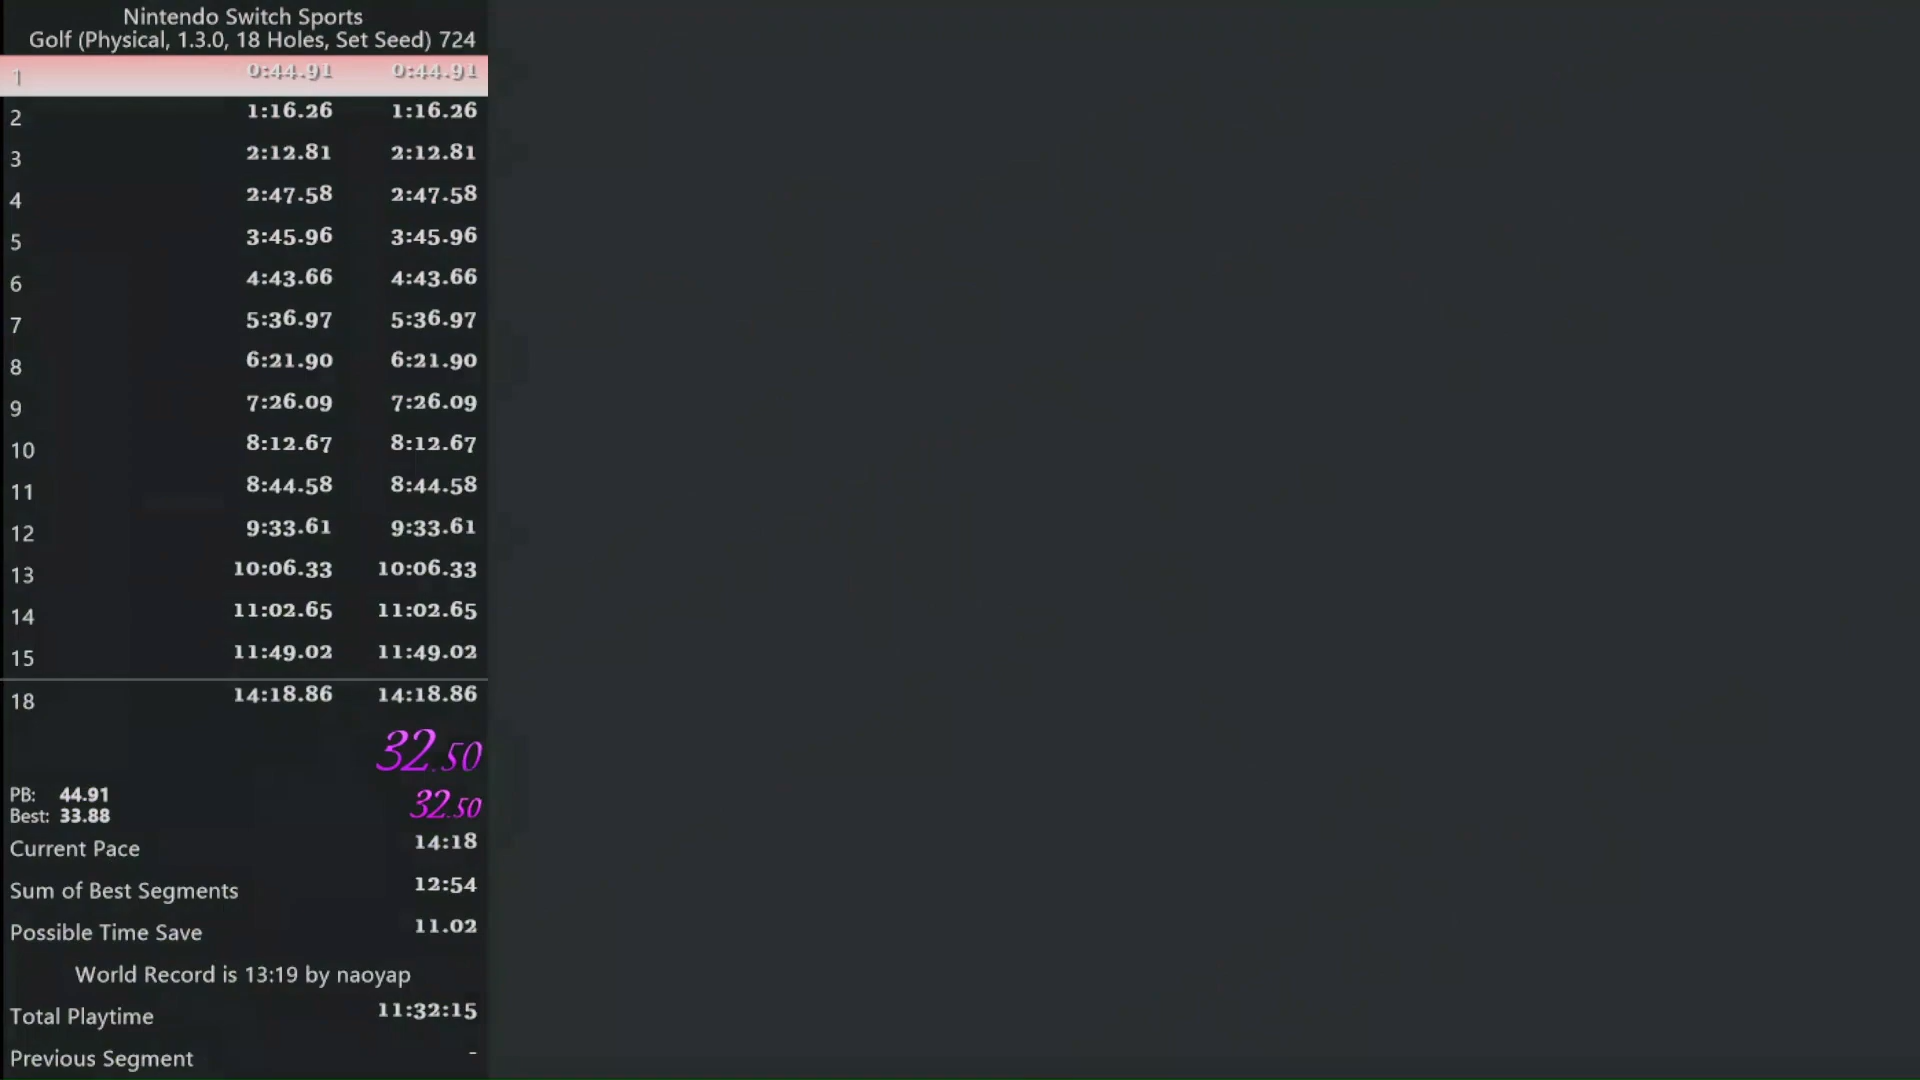 Nintendo Switch Sports
Golf (Physical, 1.3.0, 18 Holes, Set Seed) 724
1 0:44.91 0:44.91
2 1:16.26 1:16.26
3 2:12.81 2:12.81
4 2:47.58 2:47.58
5 3:45.96 3:45.96
6 4:43.66 4:43.66
7 5:36.97 5:36.97
8 6:21.90 6:21.90
9 7:26.09 7:26.09
10 8:12.67 8:12.67
11 8:44.58 8:44.58
12 9:33.61 9:33.61
13 10:06.33 10:06.33
14 11:02.65 11:02.65
15 11:49.02 11:49.02
18 14:18.86 14:18.86
32.50
PB: 44.91 32.50
Best: 33.88
Current Pace 14:18
Sum of Best Segments 12:54
Possible Time Save 11.02
World Record is 13:19 by naoyap
Total Playtime 11:32:15
Previous Segment -